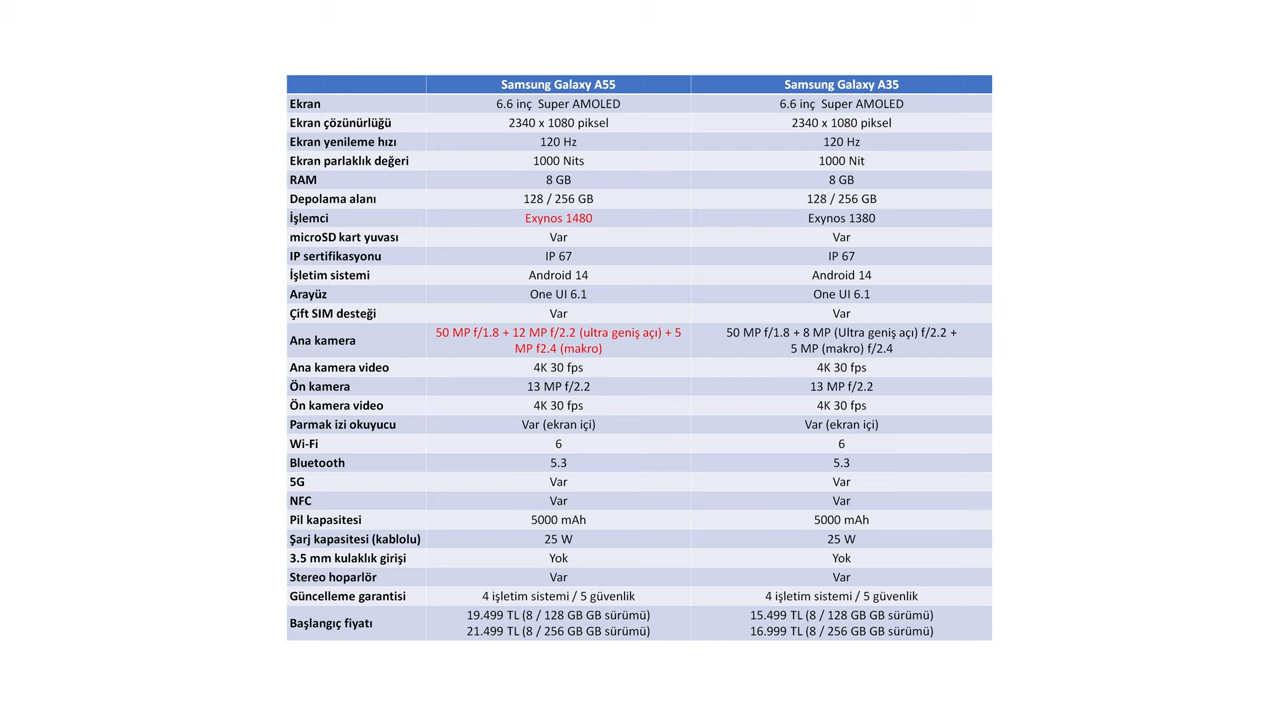 Samsung Galaxy A55 Samsung Galaxy A35
Ekran 6.6 inç Super AMOLED 6.6 inç Super AMOLED
Ekran çözünürlüğü 2340 x 1080 piksel 2340 x 1080 piksel
Ekran yenileme hızı 120 Hz 120 Hz
Ekran parlaklık değeri 1000 Nits 1000 Nit
RAM 8 GB 8 GB
Depolama alanı 128 / 256 GB 128 / 256 GB
İşlemci Exynos 1480 Exynos 1380
microSD kart yuvası Var Var
IP sertifikasyonu IP 67 IP 67
İşletim sistemi Android 14 Android 14
Arayüz One UI 6.1 One UI 6.1
Çift SIM desteği Var Var
Ana kamera 50 MP f/1.8 + 12 MP f/2.2 (ultra geniş açı) + 5 50 MP f/1.8 + 8 MP (Ultra geniş açı) f/2.2 +
MP f2.4 (makro) 5 MP (makro) f/2.4
Ana kamera video 4K 30 fps 4K 30 fps
Ön kamera 13 MP f/2.2 13 MP f/2.2
Ön kamera video 4K 30 fps 4K 30 fps
Parmak izi okuyucu Var (ekran içi) Var (ekran içi)
Wi-Fi 6 6
Bluetooth 5.3 5.3
5G Var Var
NFC Var Var
Pil kapasitesi 5000 mAh 5000 mAh
Şarj kapasitesi (kablolu) 25 W 25 W
3.5 mm kulaklık girişi Yok Yok
Stereo hoparlör Var Var
Güncelleme garantisi 4 işletim sistemi / 5 güvenlik 4 işletim sistemi / 5 güvenlik
Başlangıç fiyatı 19.499 TL (8 / 128 GB GB sürümü) 15.499 TL (8 / 128 GB GB sürümü)
21.499 TL (8 / 256 GB GB sürümü) 16.999 TL (8 / 256 GB GB sürümü)